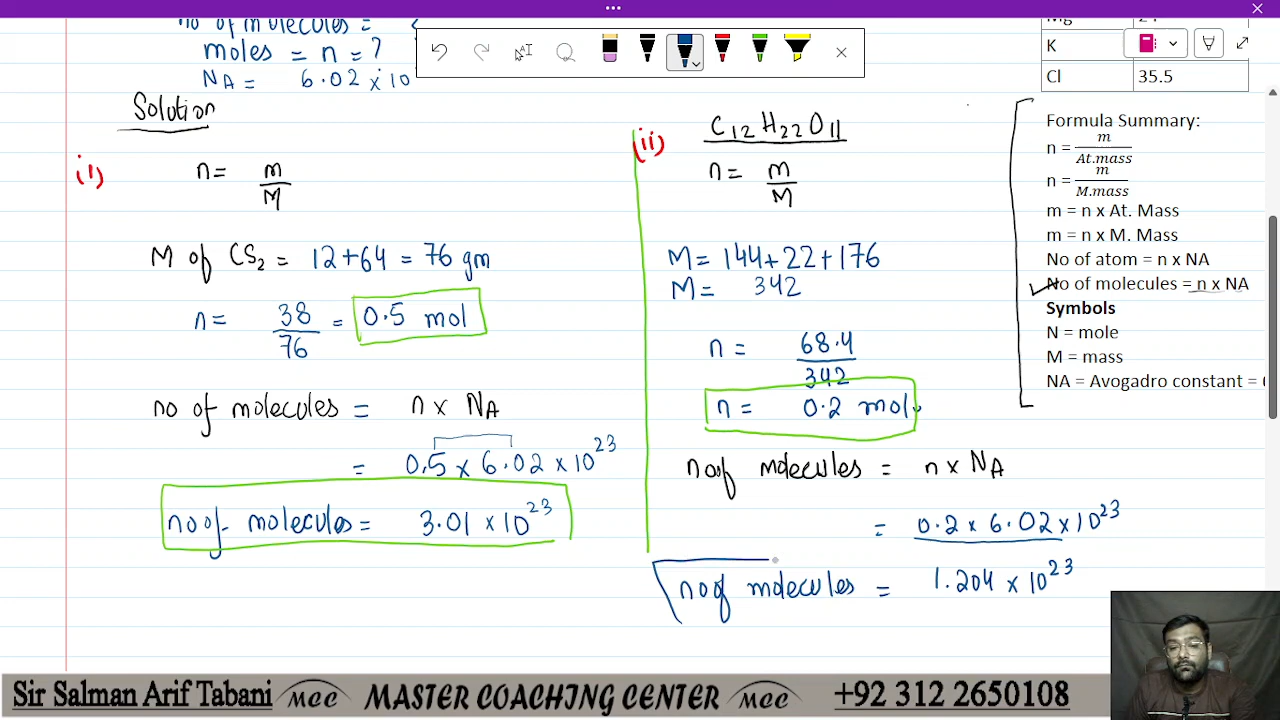 no of molecules = ?
moles = n = ?
NA = 6.02 × 10
Solution
(i)
n = m/M
M of CS2 = 12+64 = 76 gm
n = 38/76 = 0.5 mol
no of molecules = n × NA
= 0.5 × 6.02 × 10^23
no of molecules = 3.01 × 10^23
(ii)
C12 H22 O11
n = m/M
M = 144+22+176
M = 342
n = 68.4/342
n = 0.2 mol.
no of molecules = n × NA
= 0.2 × 6.02 × 10^23
no of molecules = 1.204 × 10^23
Mg 24
K
Cl 35.5
Formula Summary:
n = m/At.mass
n = m/M.mass
m = n x At. Mass
m = n x M. Mass
No of atom = n x NA
No of molecules = n x NA
Symbols
N = mole
M = mass
NA = Avogadro constant =
Sir Salman Arif Tabani MCC MASTER COACHING CENTER MCC +92 312 2650108